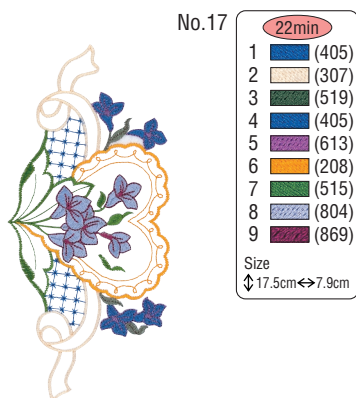 No.17
22min
1 (405)
2 (307)
3 (519)
4 (405)
5 (613)
6 (208)
7 (515)
8 (804)
9 (869)
Size
↕17.5cm↔7.9cm